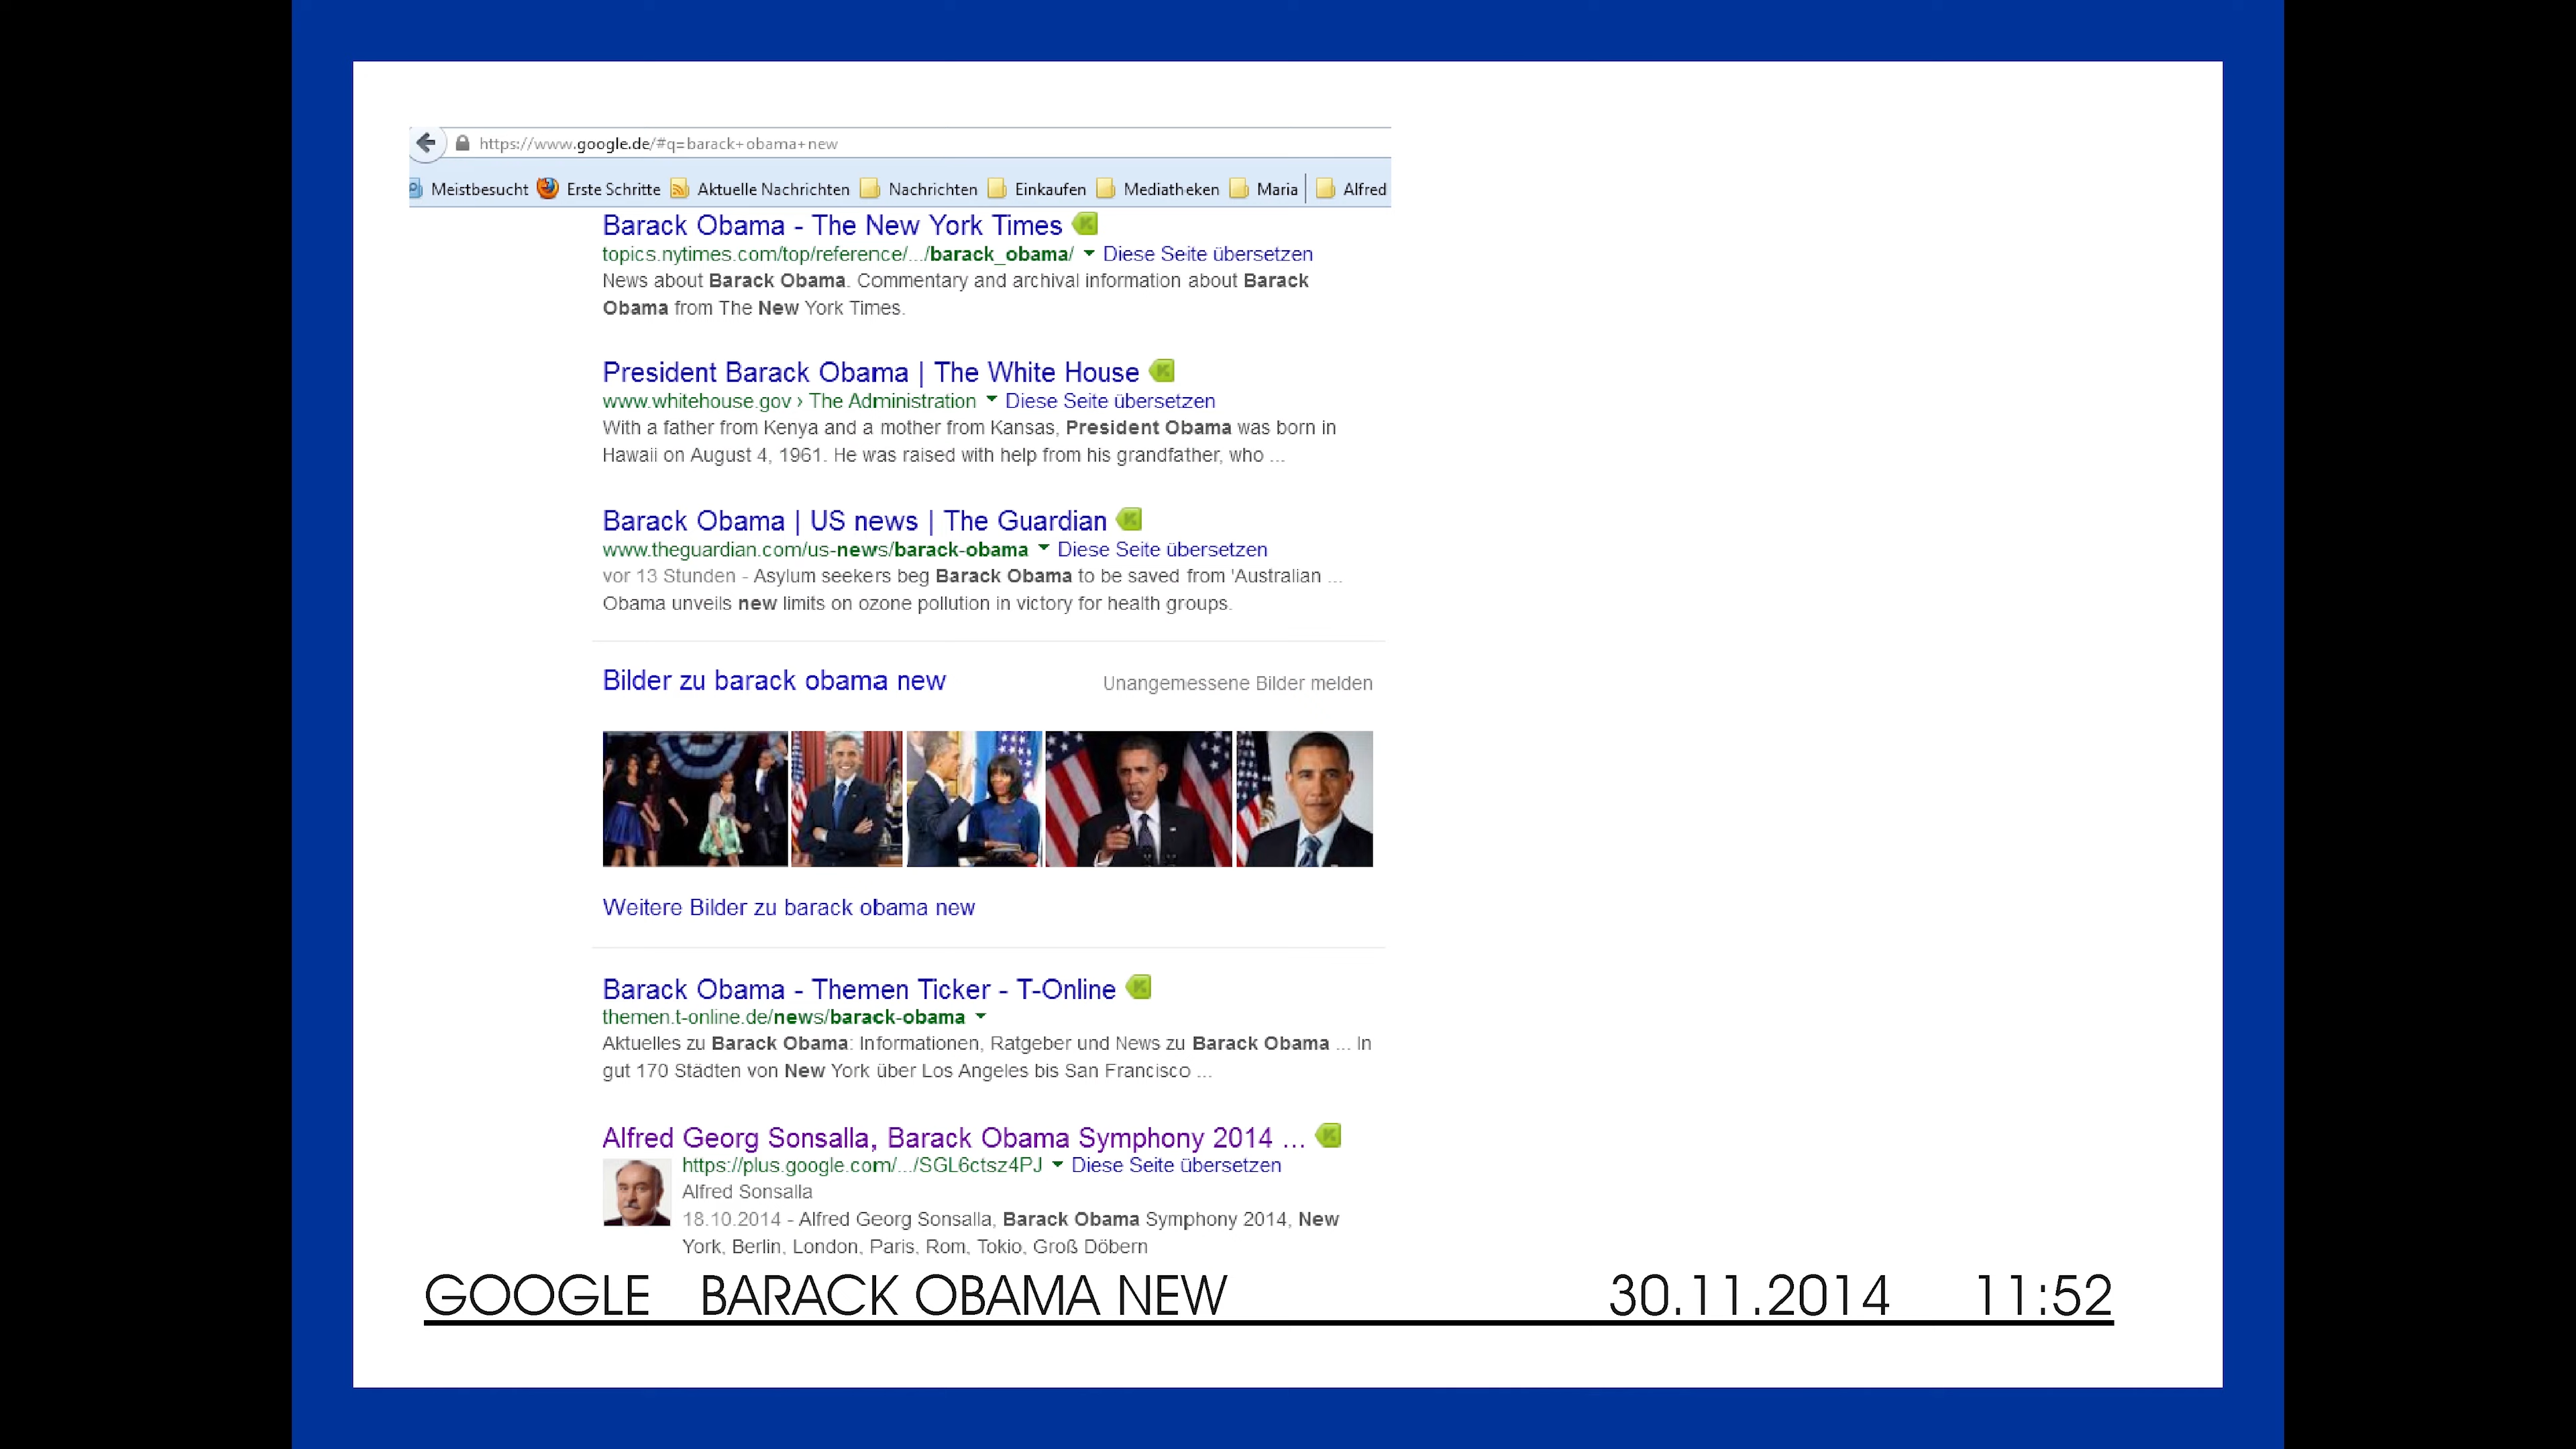 https://www.google.de/#q=barack+obama+new
Meistbesucht Erste Schritte Aktuelle Nachrichten Nachrichten Einkaufen Mediatheken Maria Alfred
Barack Obama - The New York Times
topics.nytimes.com/top/reference/.../barack_obama/ Diese Seite übersetzen
News about Barack Obama. Commentary and archival information about Barack
Obama from The New York Times.
President Barack Obama | The White House
www.whitehouse.gov › The Administration Diese Seite übersetzen
With a father from Kenya and a mother from Kansas, President Obama was born in
Hawaii on August 4, 1961. He was raised with help from his grandfather, who ...
Barack Obama | US news | The Guardian
www.theguardian.com/us-news/barack-obama Diese Seite übersetzen
vor 13 Stunden - Asylum seekers beg Barack Obama to be saved from 'Australian ...
Obama unveils new limits on ozone pollution in victory for health groups.
Bilder zu barack obama new Unangemessene Bilder melden
Weitere Bilder zu barack obama new
Barack Obama - Themen Ticker - T-Online
themen.t-online.de/news/barack-obama
Aktuelles zu Barack Obama: Informationen, Ratgeber und News zu Barack Obama ... In
gut 170 Städten von New York über Los Angeles bis San Francisco ...
Alfred Georg Sonsalla, Barack Obama Symphony 2014 ...
https://plus.google.com/.../SGL6ctsz4PJ Diese Seite übersetzen
Alfred Sonsalla
18.10.2014 - Alfred Georg Sonsalla, Barack Obama Symphony 2014, New
York, Berlin, London, Paris, Rom, Tokio, Groß Döbern
GOOGLE BARACK OBAMA NEW 30.11.2014 11:52